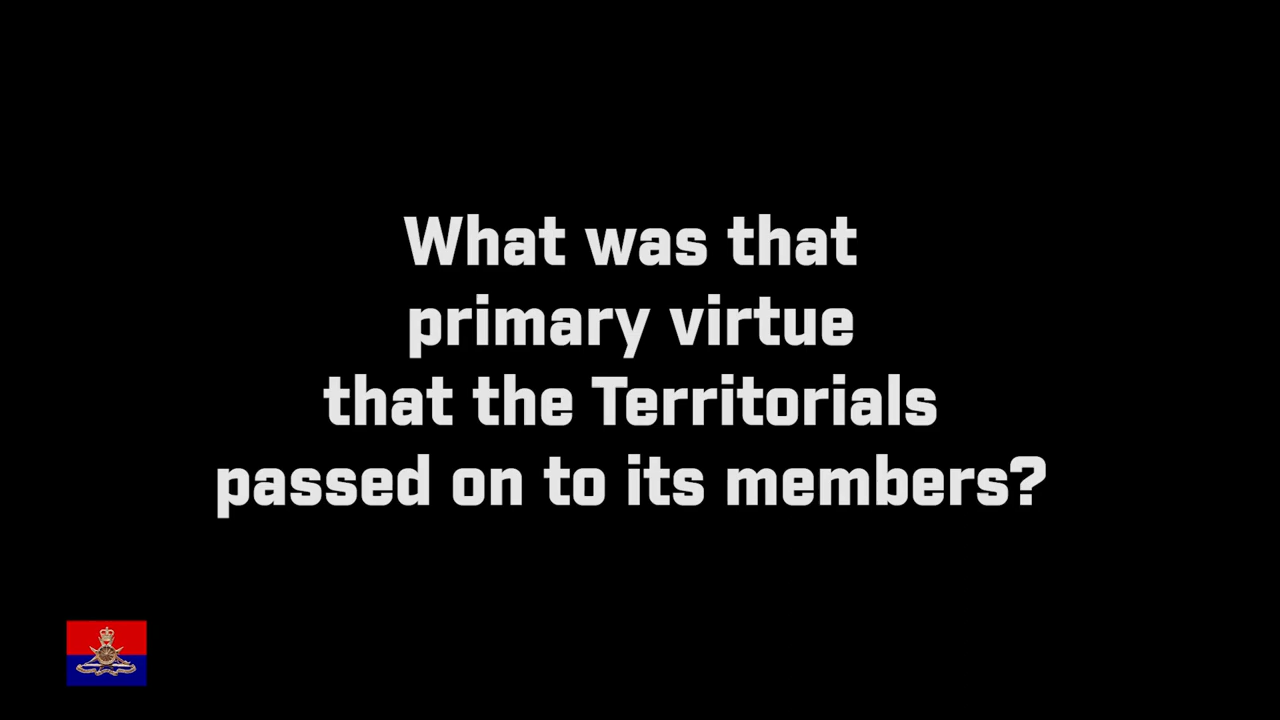 What was that
primary virtue
that the Territorials
passed on to its members?